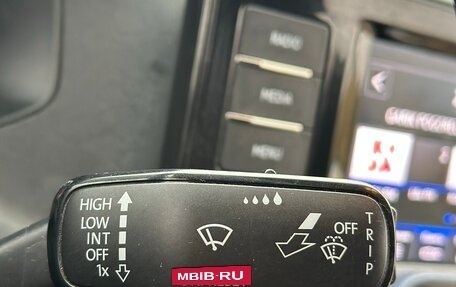 RADIO
MEDIA
MENU
HIGH
LOW
INT
OFF
1x
OFF
TRIP
MBIB-RU